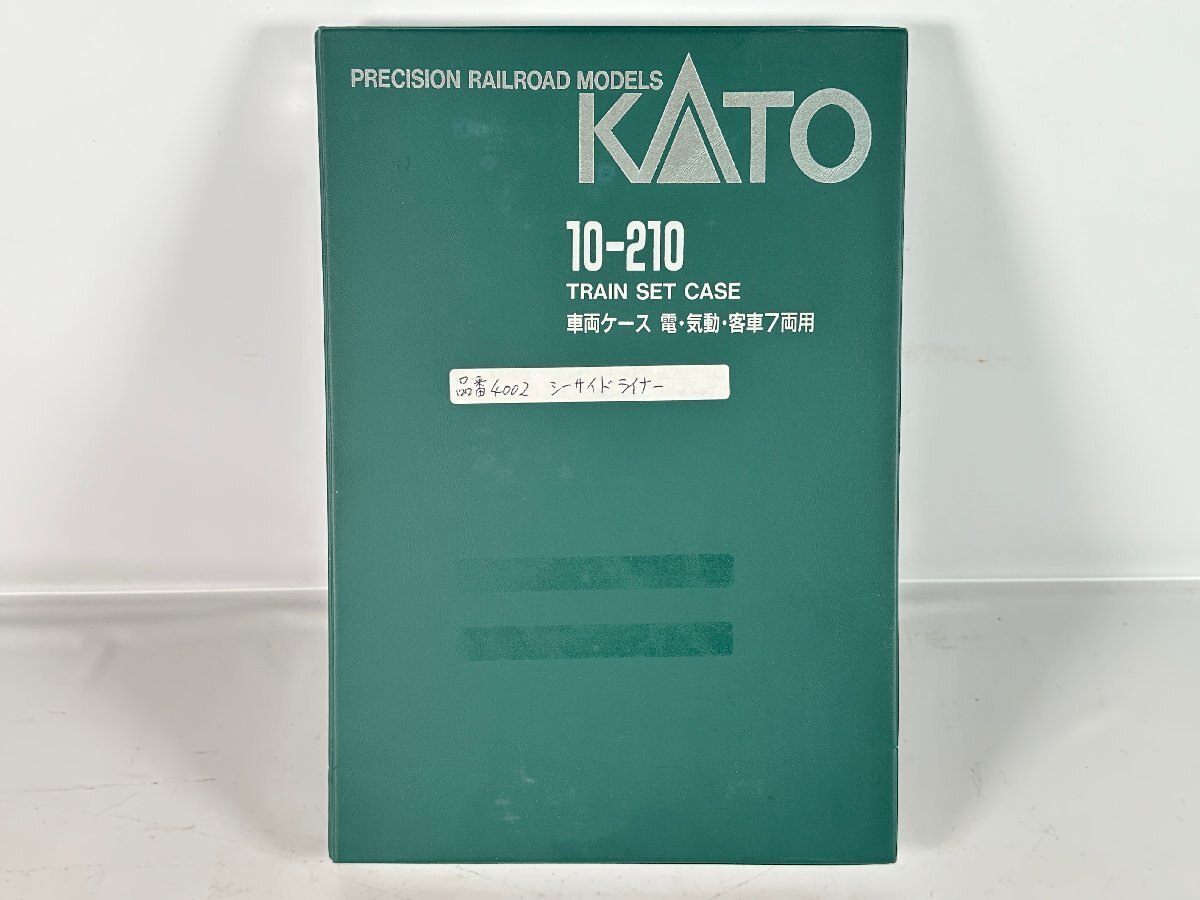 PRECISION RAILROAD MODELS
KATO
10-210
TRAIN SET CASE
車両ケース 電・気動・客車7両用
品番4002 シーサイドライナー